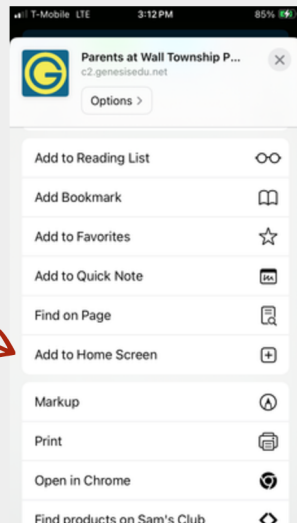 T-Mobile LTE 3:12 PM 85%
Parents at Wall Township P...
c2.genesisedu.net
Options >
Add to Reading List
Add Bookmark
Add to Favorites
Add to Quick Note
Find on Page
Add to Home Screen
Markup
Print
Open in Chrome
Find products on Sam's Club